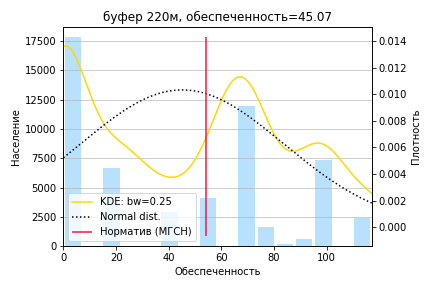 буфер 220м, обеспеченность=45.07
17500
15000
12500
10000
7500
5000
2500
0
Население
0.014
0.012
0.010
0.008
0.006
0.004
0.002
0.000
Плотность
KDE: bw=0.25
Normal dist.
Норматив (МГСН)
0 20 40 60 80 100
Обеспеченность